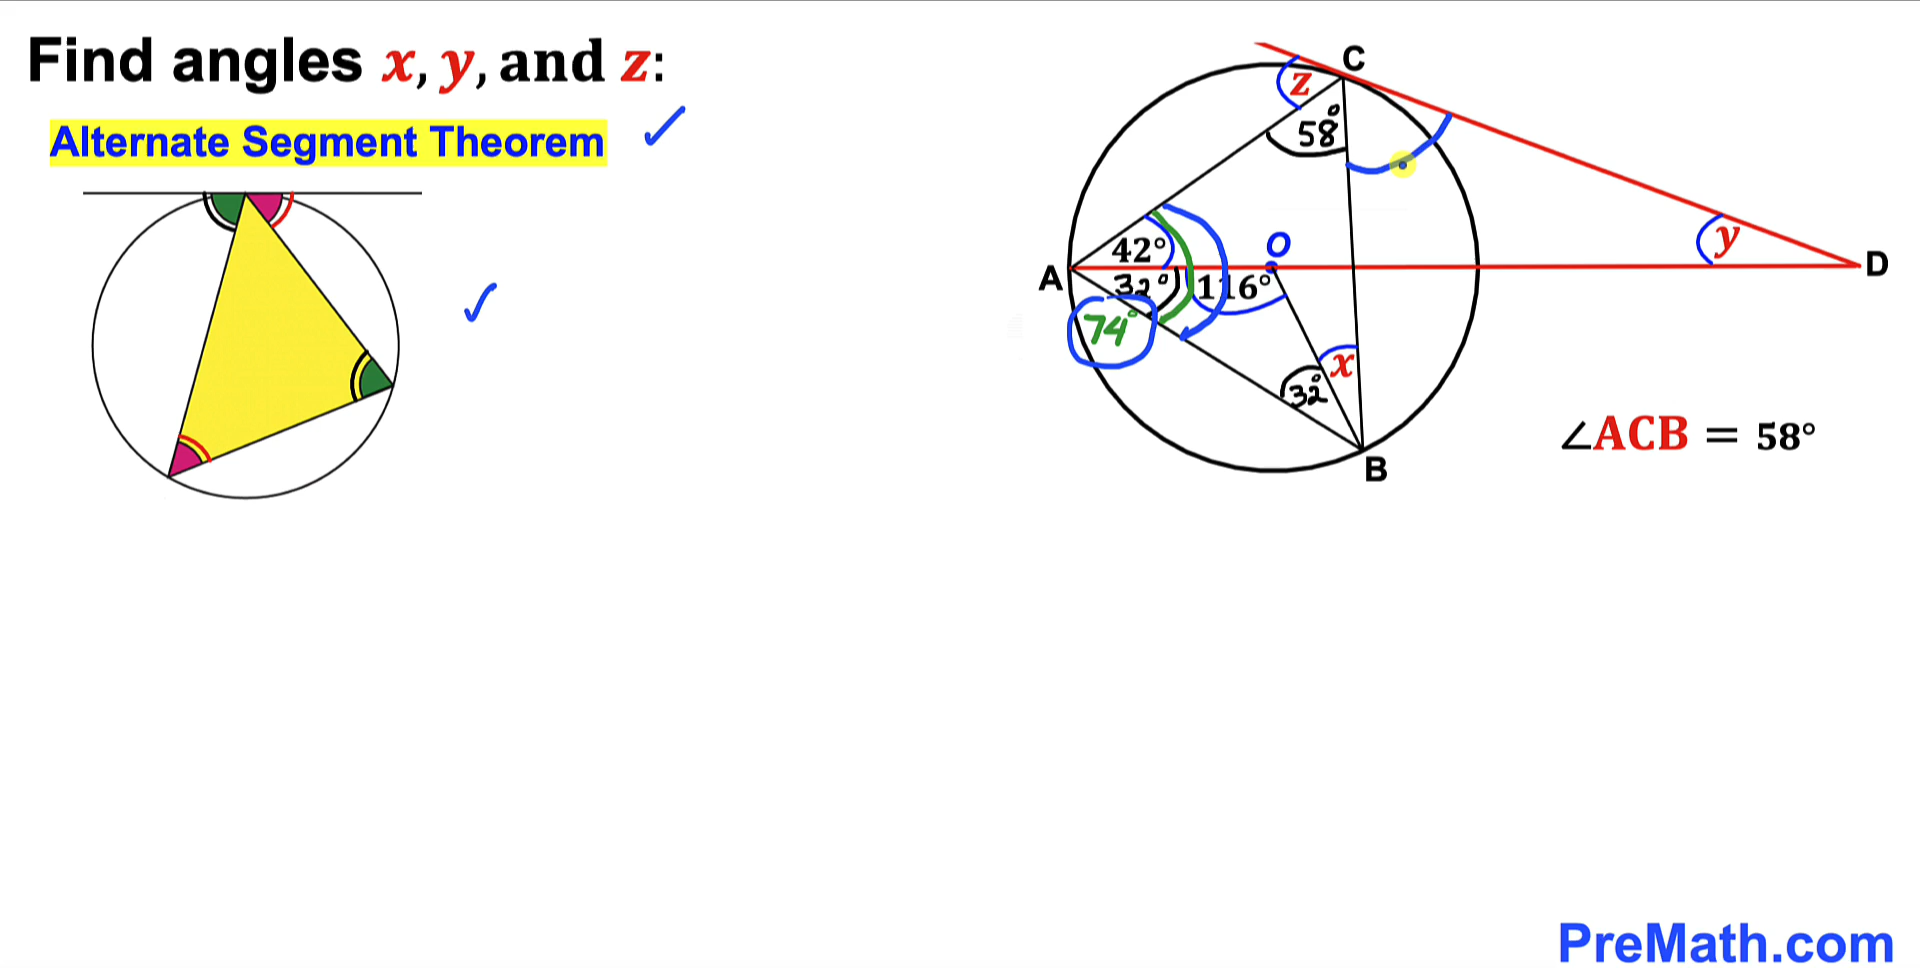 Find angles x, y, and z:
Alternate Segment Theorem
C
z
58°
42°
O
y
D
A
32°
116°
74°
x
32°
∠ACB = 58°
B
PreMath.com